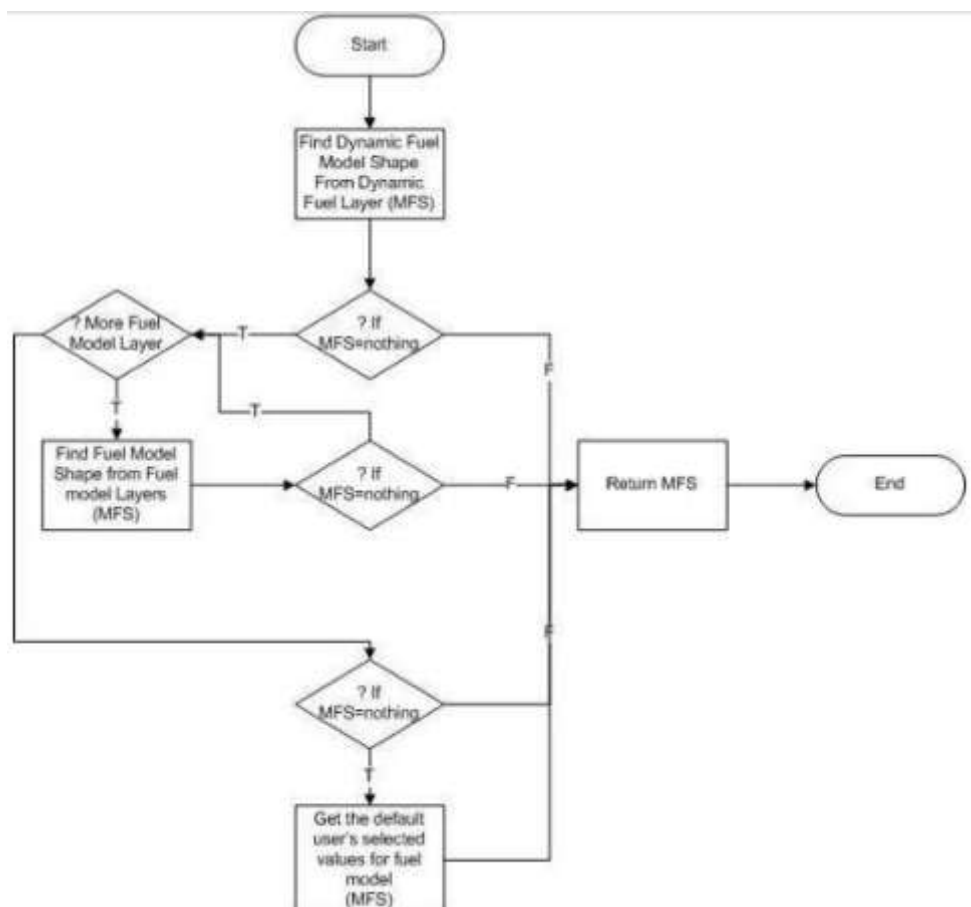 Start
Find Dynamic Fuel
Model Shape
From Dynamic
Fuel Layer (MFS)
? More Fuel
Model Layer
T
? If
MFS=nothing
F
T
T
Find Fuel Model
Shape from Fuel
model Layers
(MFS)
? If
MFS=nothing
F
Return MFS
End
F
? If
MFS=nothing
T
Get the default
user's selected
values for fuel
model
(MFS)